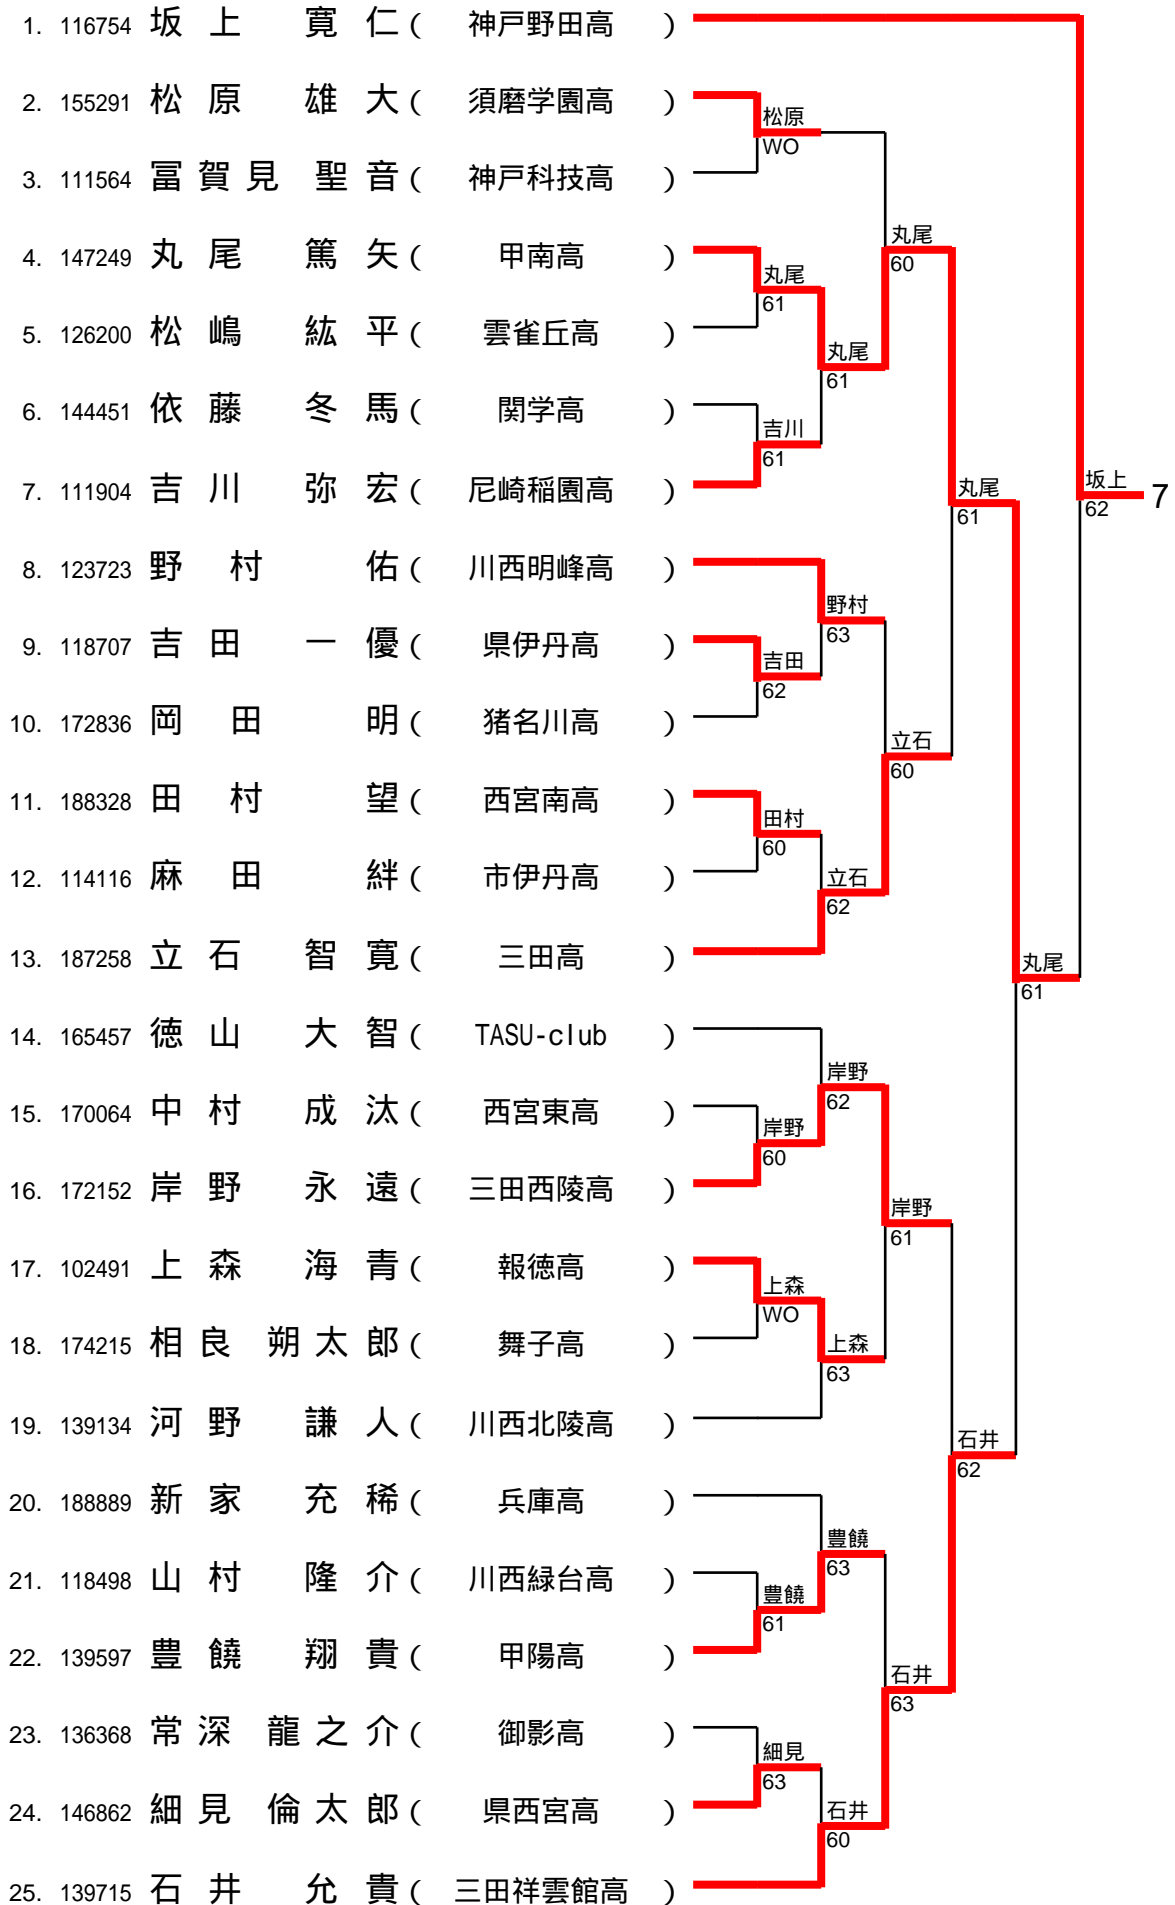 1. 116754 坂上 寛仁 ( 神戸野田高 )
2. 155291 松原 雄大 ( 須磨学園高 )
松原
WO
3. 111564 冨賀見 聖音 ( 神戸科技高 )
丸尾
60
4. 147249 丸尾 篤矢 ( 甲南高 )
丸尾
61
5. 126200 松嶋 紘平 ( 雲雀丘高 )
丸尾
61
6. 144451 依藤 冬馬 ( 関学高 )
吉川
61
7. 111904 吉川 弥宏 ( 尼崎稲園高 )
丸尾
61
坂上
62
7
8. 123723 野村 佑 ( 川西明峰高 )
野村
63
9. 118707 吉田 一優 ( 県伊丹高 )
吉田
62
10. 172836 岡田 明 ( 猪名川高 )
立石
60
11. 188328 田村 望 ( 西宮南高 )
田村
60
12. 114116 麻田 絆 ( 市伊丹高 )
立石
62
13. 187258 立石 智寛 ( 三田高 )
丸尾
61
14. 165457 徳山 大智 ( TASU-club )
岸野
62
15. 170064 中村 成汰 ( 西宮東高 )
岸野
60
16. 172152 岸野 永遠 ( 三田西陵高 )
岸野
61
17. 102491 上森 海青 ( 報徳高 )
上森
WO
18. 174215 相良 朔太郎 ( 舞子高 )
上森
63
19. 139134 河野 謙人 ( 川西北陵高 )
石井
62
20. 188889 新家 充稀 ( 兵庫高 )
豊饒
63
21. 118498 山村 隆介 ( 川西緑台高 )
豊饒
61
22. 139597 豊饒 翔貴 ( 甲陽高 )
石井
63
23. 136368 常深 龍之介 ( 御影高 )
細見
63
24. 146862 細見 倫太郎 ( 県西宮高 )
石井
60
25. 139715 石井 允貴 ( 三田祥雲館高 )